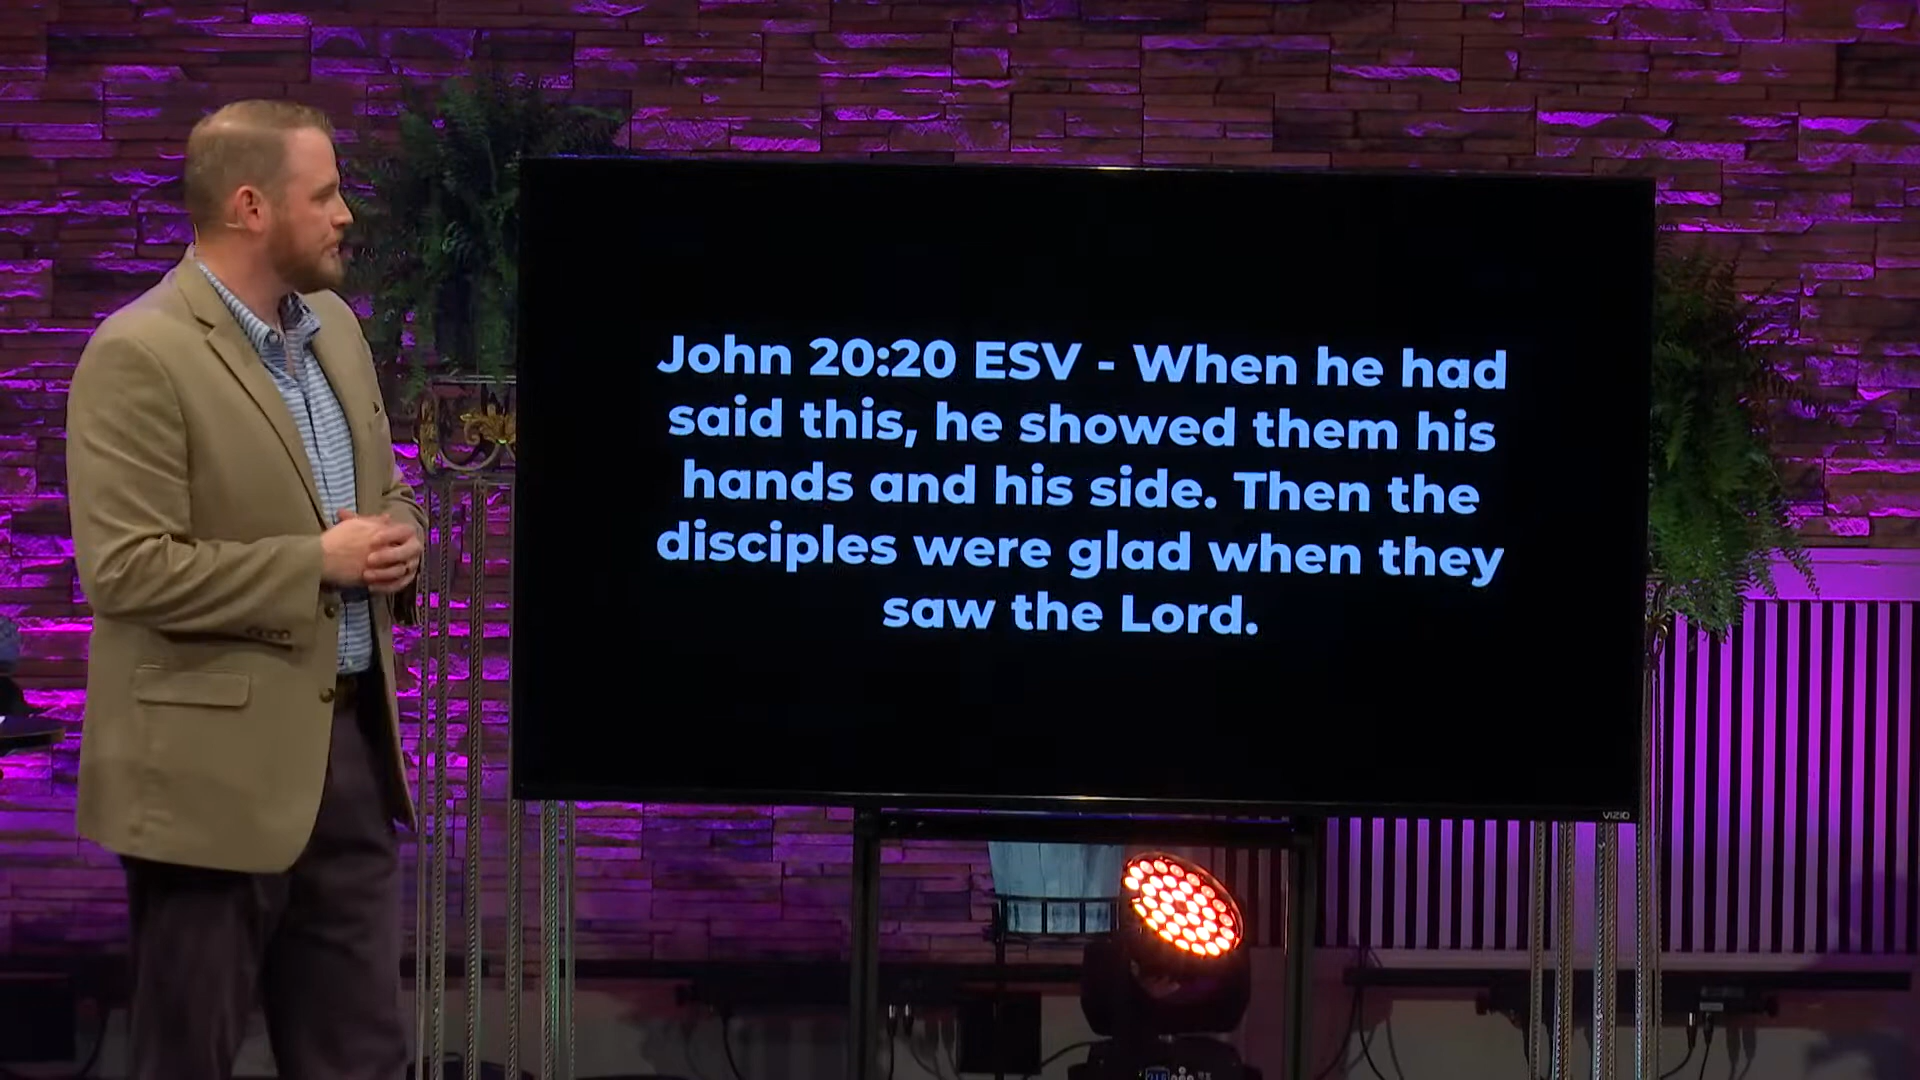 John 20:20 ESV - When he had
said this, he showed them his
hands and his side. Then the
disciples were glad when they
saw the Lord.
VIZIO